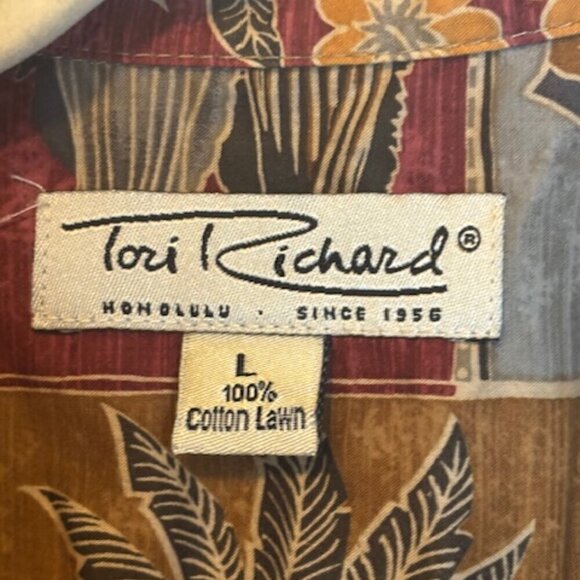 Tori Richard®
HONOLULU · SINCE 1956
L
100%
Cotton Lawn